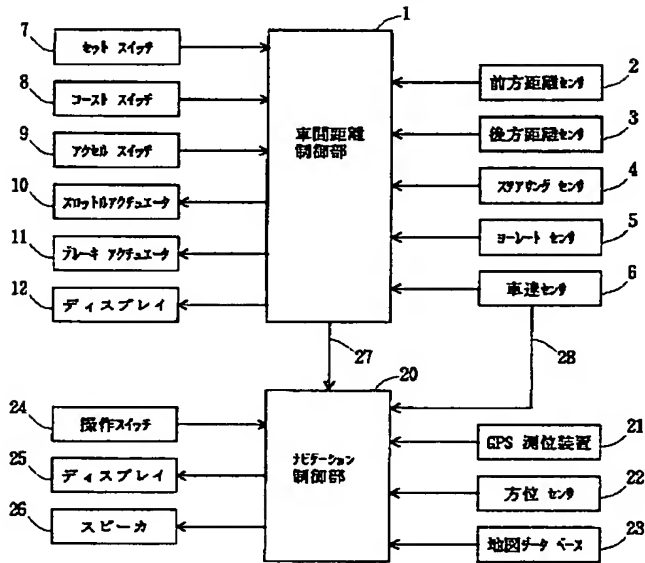 1
7
セット スイッチ
8
コースト スイッチ
9
アクセル スイッチ
10
スロットルアクチュエータ
11
ブレーキ アクチュエータ
12
ディスプレイ
車間距離
制御部
2
前方距離センサ
3
後方距離センサ
4
ステアリング センサ
5
ヨーレート センサ
6
車速センサ
27
28
20
24
操作スイッチ
25
ディスプレイ
26
スピーカ
ナビゲーション
制御部
21
GPS 測位装置
22
方位 センサ
23
地図データ ベース